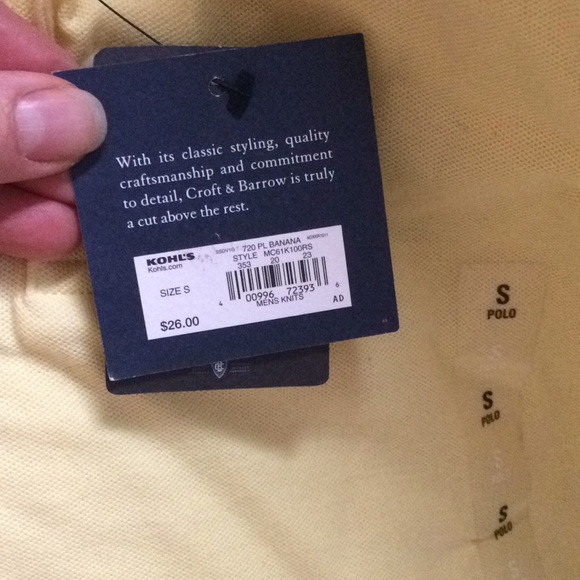 With its classic styling, quality
craftsmanship and commitment
to detail, Croft & Barrow is truly
a cut above the rest.
KOHL'S
Kohls.com
720 PL BANANA
STYLE MC61K100RS
353 20 23
SIZE S
4 00996 72393 6
MENS KNITS
AD
$26.00
S
POLO
S
POLO
S
POLO